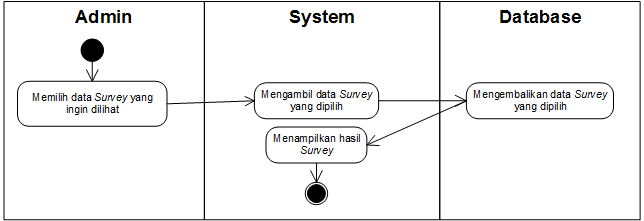 Admin
System
Database
Memilih data Survey yang
ingin dilihat
Mengambil data Survey
yang dipilih
Mengembalikan data Survey
yang dipilih
Menampilkan hasil
Survey